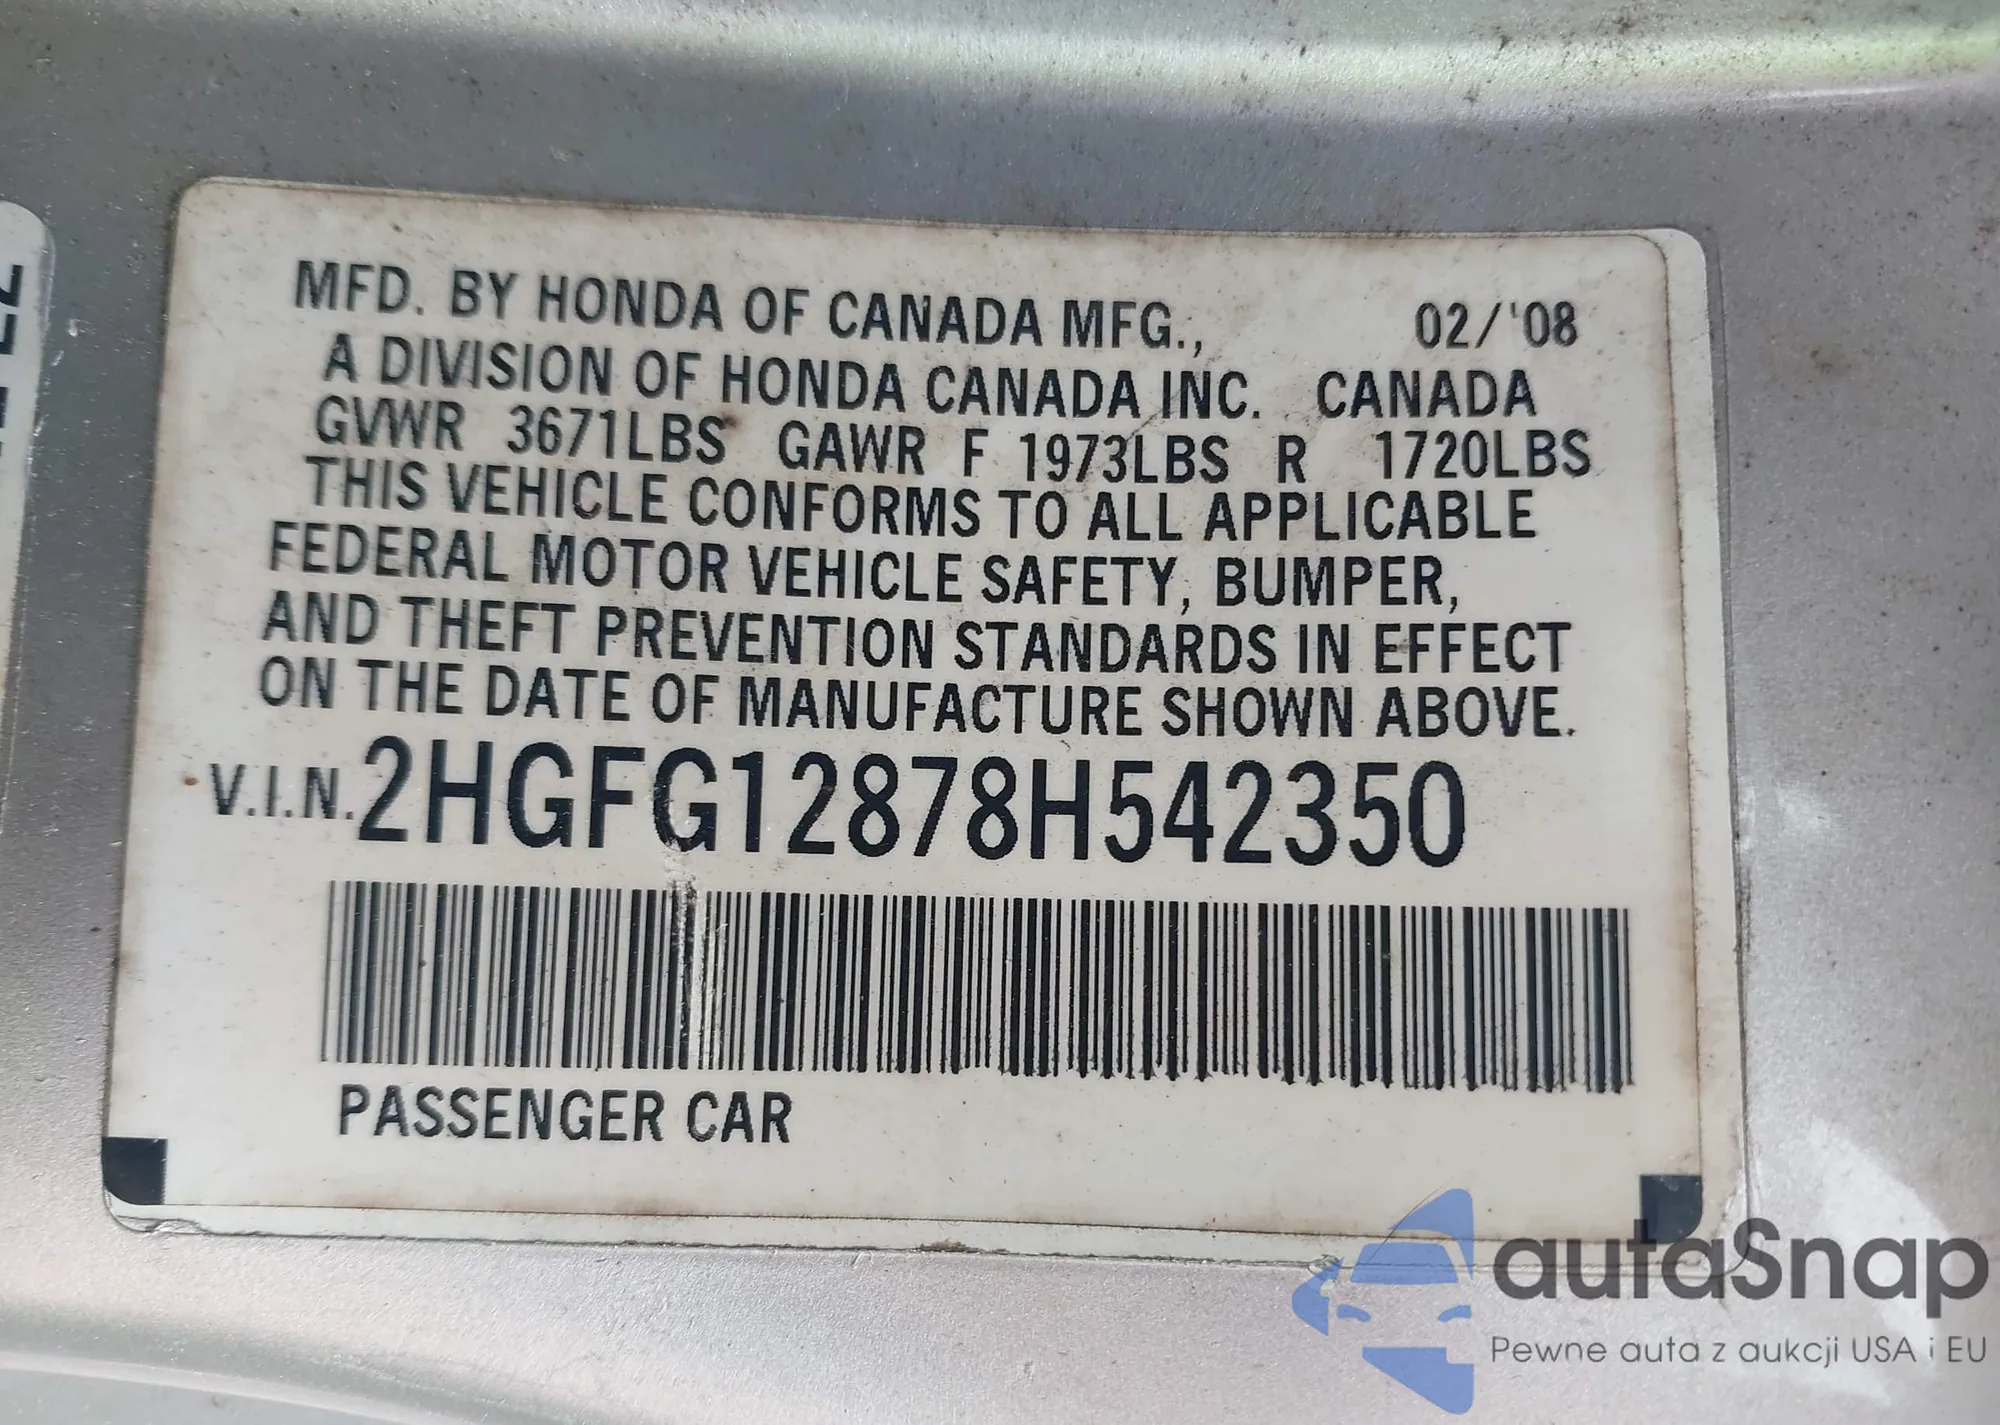 MFD. BY HONDA OF CANADA MFG., 02/'08
A DIVISION OF HONDA CANADA INC. CANADA
GVWR 3671LBS GAWR F 1973LBS R 1720LBS
THIS VEHICLE CONFORMS TO ALL APPLICABLE
FEDERAL MOTOR VEHICLE SAFETY, BUMPER,
AND THEFT PREVENTION STANDARDS IN EFFECT
ON THE DATE OF MANUFACTURE SHOWN ABOVE.
V.I.N. 2HGFG12878H542350
PASSENGER CAR
autaSnap
Pewne auta z aukcji USA i EU